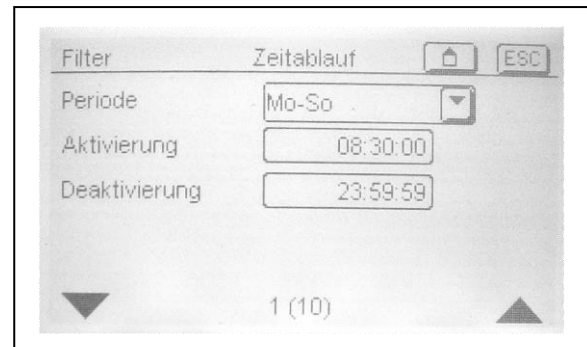 Filter Zeitablauf ESC
Periode Mo-So
Aktivierung 08:30:00
Deaktivierung 23:59:59
1 (10)